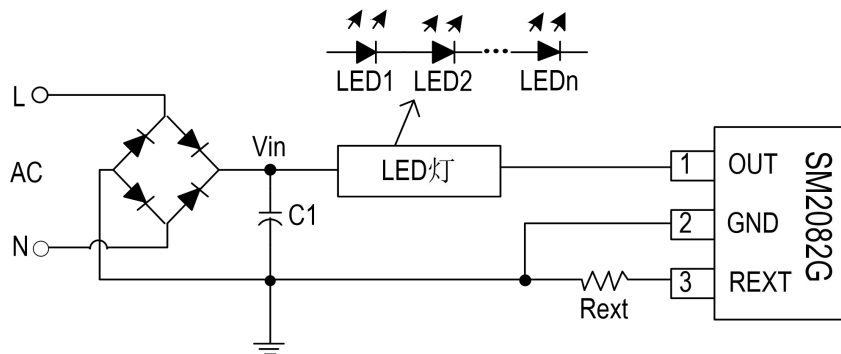 LED1
LED2
LEDn
L
AC
N
Vin
C1
LED灯
1 OUT
2 GND
3 REXT
SM2082G
Rext